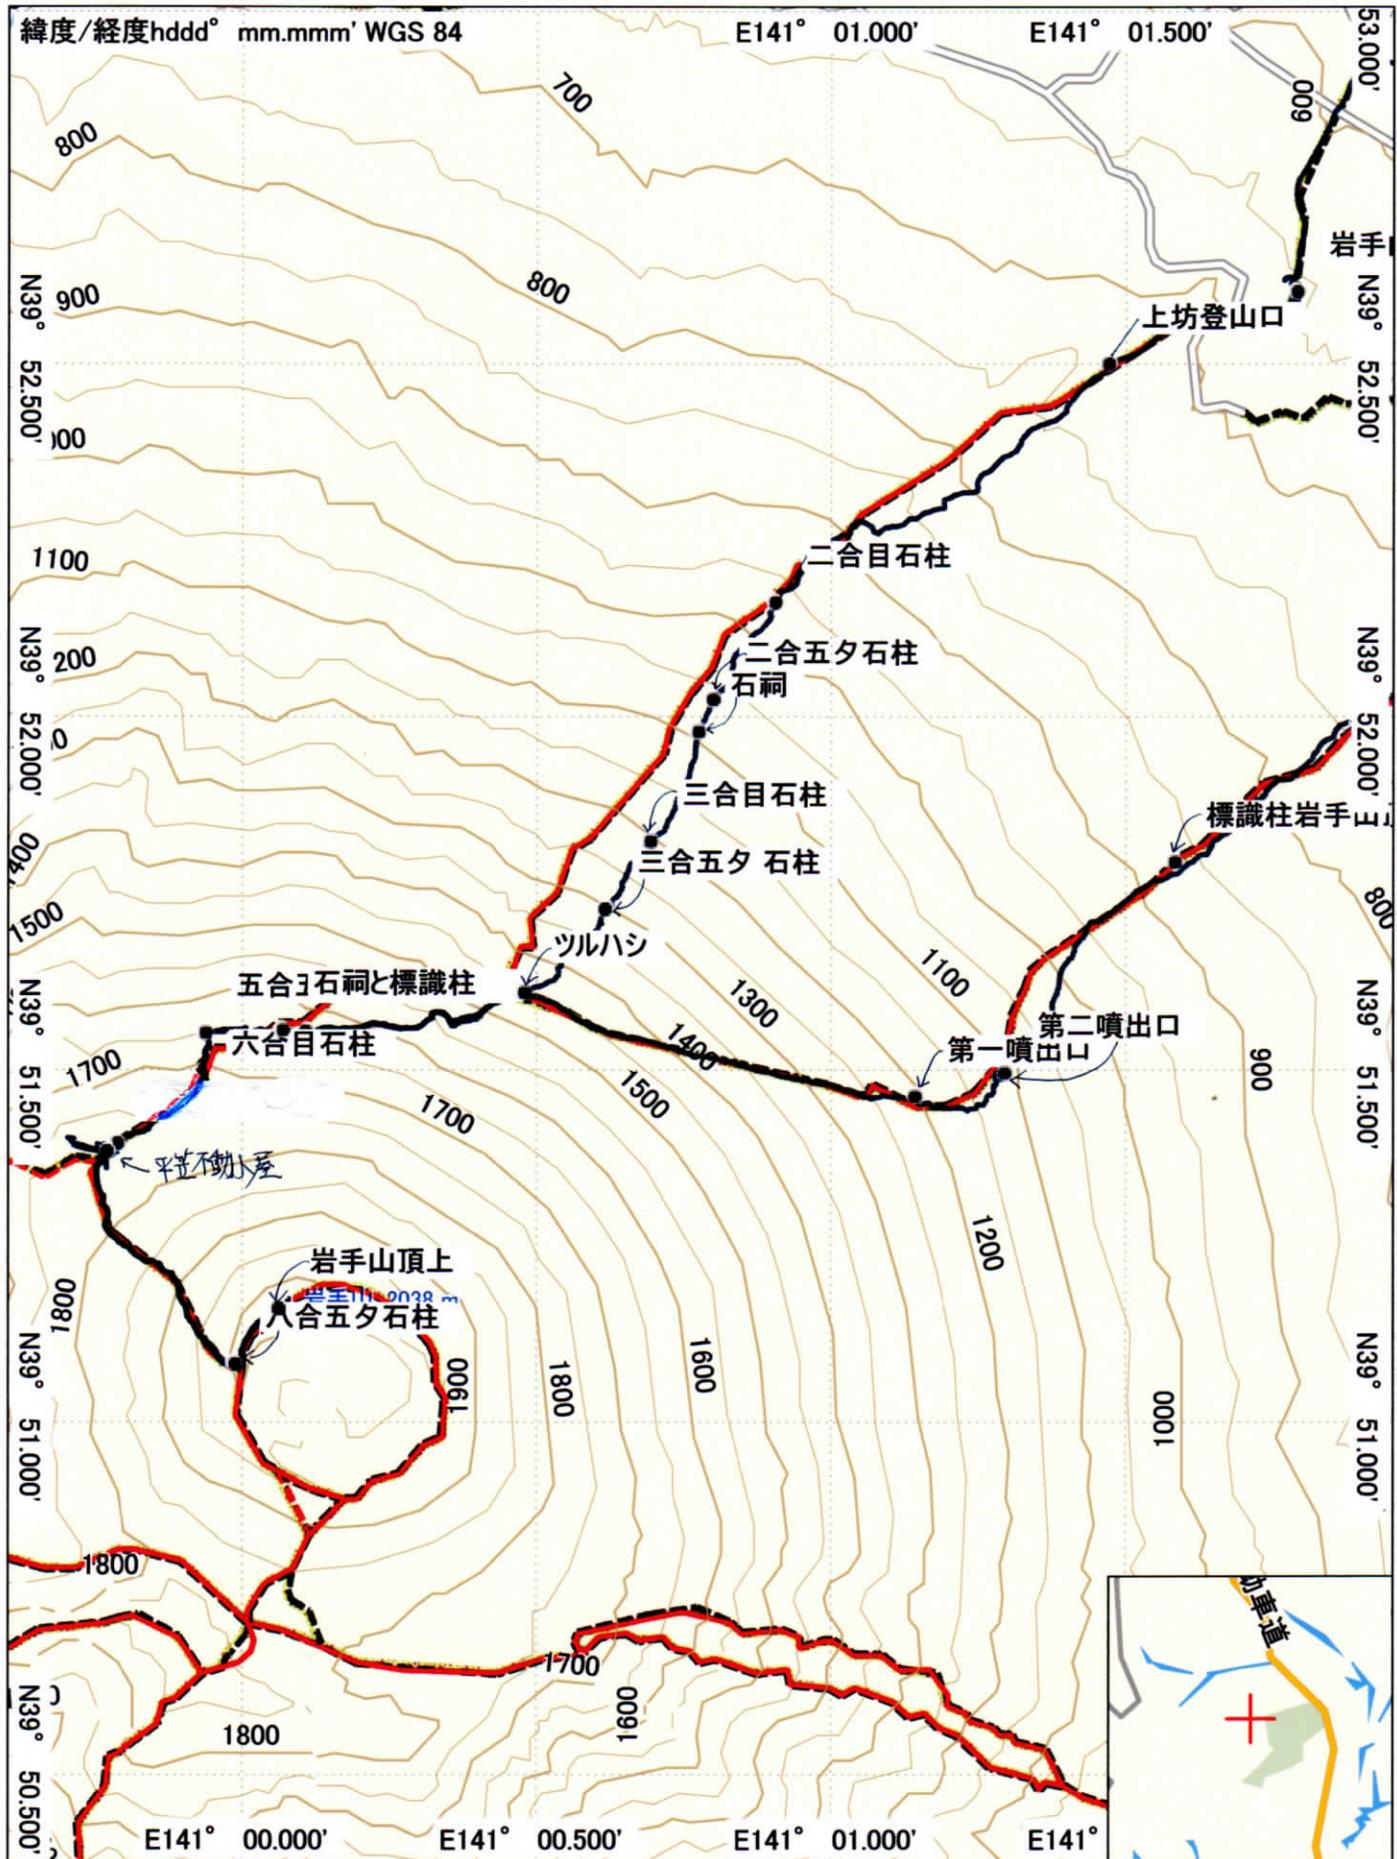 緯度/経度hddd° mm.mmm' WGS 84
E141° 01.000'
E141° 01.500'
53.000'
700
600
800
岩手
N39° 52.500'
900
800
N39° 52.500'
上坊登山口
1100
二合目石柱
N39° 52.000'
200
二合五夕石柱
石祠
N39° 52.000'
三合目石柱
標識柱岩手
三合五夕 石柱
400
800
1500
ツルハシ
1100
五合
石祠と標識柱
1300
N39° 51.500'
第二噴出口
六合目石柱
1400
第一噴出口
N39° 51.500'
1700
900
1500
1700
平笠不動小屋
1200
岩手山頂上
岩手山 2038 m
八合五夕石柱
1800
N39° 51.000'
1900
1800
1600
1000
N39° 51.000'
1800
動車道
1700
N39° 50.500'
1600
1800
E141° 00.000'
E141° 00.500'
E141° 01.000'
E141°